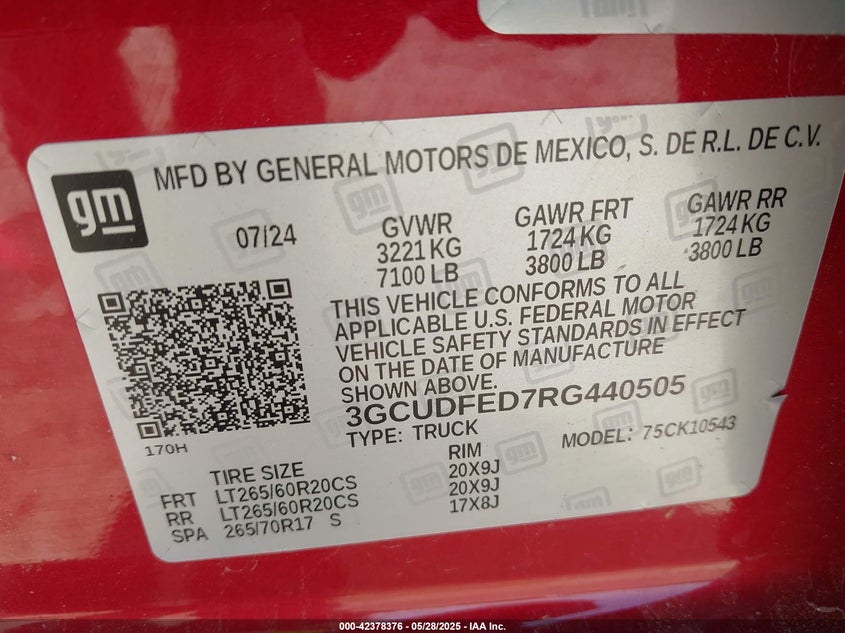 gm
MFD BY GENERAL MOTORS DE MEXICO, S. DE R.L. DE C.V.
07/24
GVWR
3221 KG
7100 LB
GAWR FRT
1724 KG
3800 LB
GAWR RR
1724 KG
3800 LB
THIS VEHICLE CONFORMS TO ALL
APPLICABLE U.S. FEDERAL MOTOR
VEHICLE SAFETY STANDARDS IN EFFECT
ON THE DATE OF MANUFACTURE
SHOWN ABOVE.
3GCUDFED7RG440505
TYPE: TRUCK
MODEL: 75CK10543
170H
TIRE SIZE
RIM
FRT LT265/60R20CS 20X9J
RR LT265/60R20CS 20X9J
SPA 265/70R17 S 17X8J
000-42378376 - 05/28/2025 - IAA Inc.